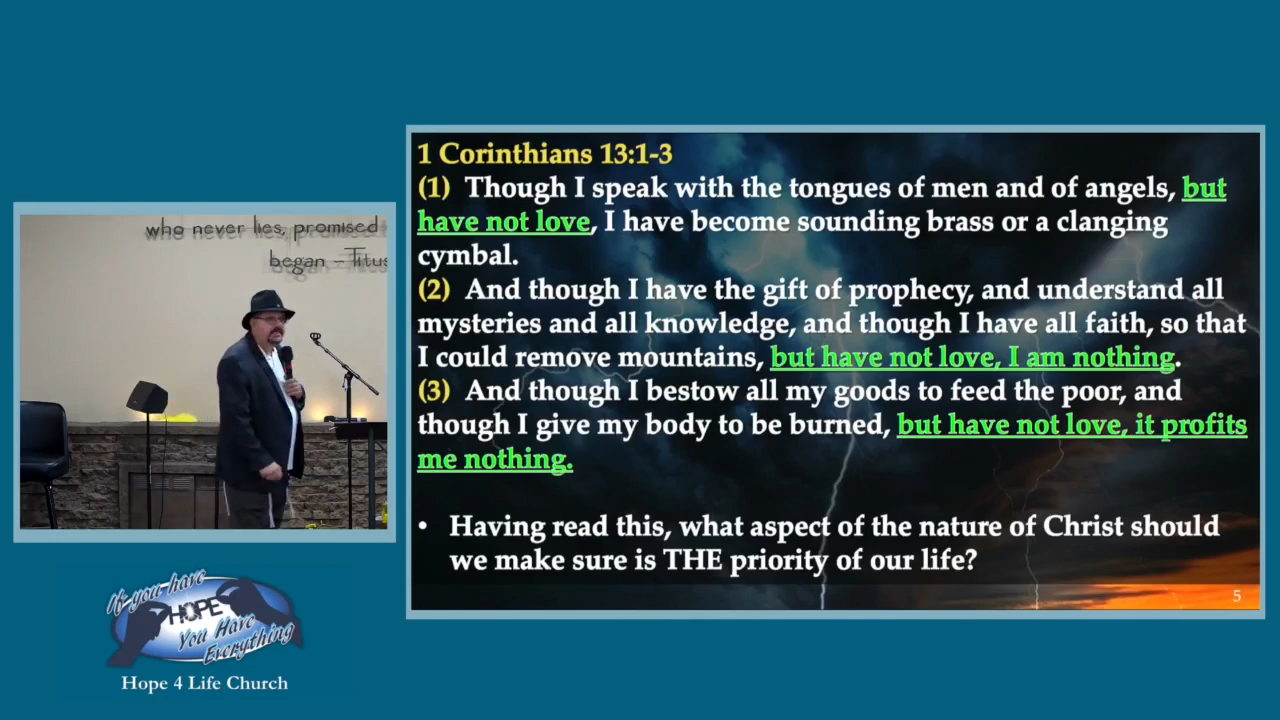 who never lies, promised
began – Titus
If you have
HOPE
You Have
Everything
Hope 4 Life Church
1 Corinthians 13:1-3
(1) Though I speak with the tongues of men and of angels, but
have not love, I have become sounding brass or a clanging
cymbal.
(2) And though I have the gift of prophecy, and understand all
mysteries and all knowledge, and though I have all faith, so that
I could remove mountains, but have not love, I am nothing.
(3) And though I bestow all my goods to feed the poor, and
though I give my body to be burned, but have not love, it profits
me nothing.
• Having read this, what aspect of the nature of Christ should
we make sure is THE priority of our life?
5